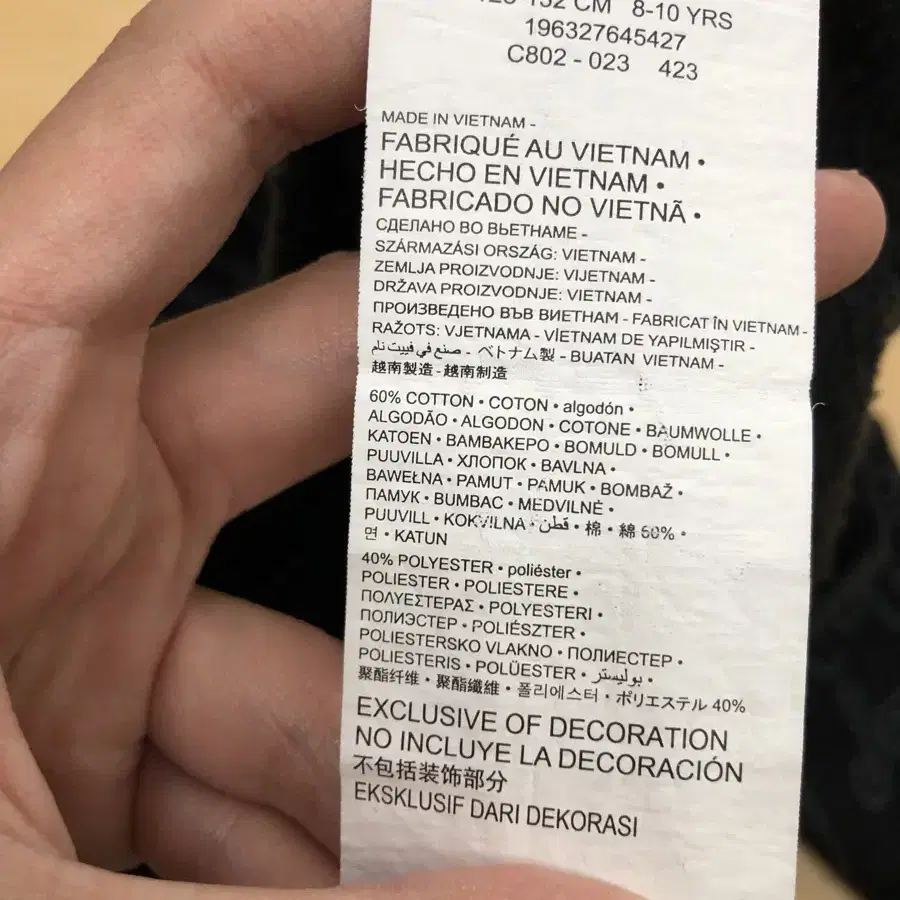 132 CM 8-10 YRS
196327645427
C802 - 023 423
MADE IN VIETNAM -
FABRIQUÉ AU VIETNAM •
HECHO EN VIETNAM •
FABRICADO NO VIETNÃ •
СДЕЛАНО ВО ВЬЕТНАМЕ -
SZÁRMAZÁSI ORSZÁG: VIETNAM -
ZEMLJA PROIZVODNJE: VIJETNAM -
DRŽAVA PROIZVODNJE: VIETNAM -
ПРОИЗВЕДЕНО ВЪВ ВИЕТНАМ - FABRICAT ÎN VIETNAM -
RAŽOTS: VJETNAMA - VİETNAM DE YAPILMIŞTIR -
صنع في فييت نام - ベトナム製 - BUATAN VIETNAM -
越南製造 - 越南制造
60% COTTON • COTON • algodón •
ALGODÃO • ALGODON • COTONE • BAUMWOLLE •
KATOEN • BAMBAKEPO • BOMULD • BOMULL •
PUUVILLA • ХЛОПОК • BAVLNA •
BAWEŁNA • PAMUT • PAMUK • BOMBAŽ •
ПАМУК • BUMBAC • MEDVILNĖ •
PUUVILL • KOKVILNA • قطن • 棉 • 綿 60% •
면 • KATUN
40% POLYESTER • poliéster •
POLIESTER • POLIESTERE •
ΠΟΛΥΕΣΤΕΡΑΣ • POLYESTERI •
ПОЛИЭСТЕР • POLIÉSZTER •
POLIESTERSKO VLAKNO • ПОЛИЕСТЕР •
POLIESTERIS • POLÜESTER • بوليستر •
聚酯纤维 • 聚酯纖維 • 폴리에스터 • ポリエステル 40%
EXCLUSIVE OF DECORATION
NO INCLUYE LA DECORACIÓN
不包括装饰部分
EKSKLUSIF DARI DEKORASI